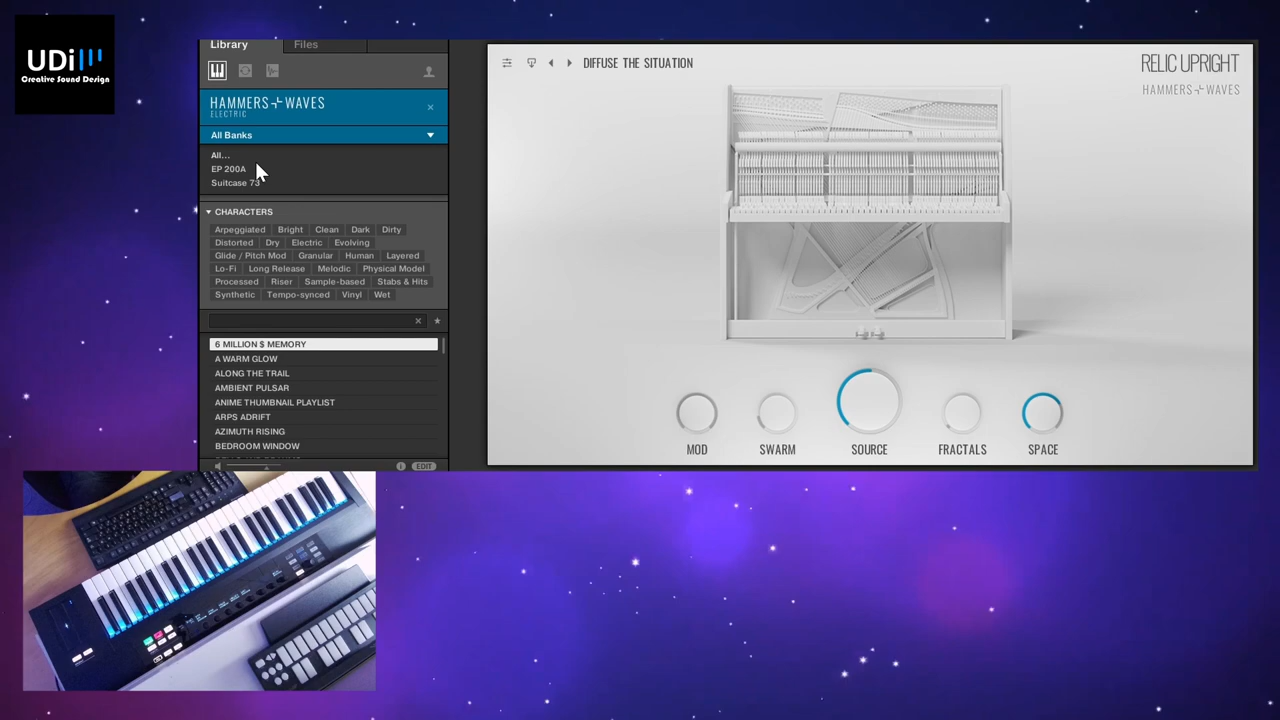 UDi
Creative Sound Design
Library
Files
HAMMERS + WAVES
ELECTRIC
All Banks
All...
EP 200A
Suitcase 73
CHARACTERS
Arpeggiated Bright Clean Dark Dirty
Distorted Dry Electric Evolving
Glide / Pitch Mod Granular Human Layered
Lo-Fi Long Release Melodic Physical Model
Processed Riser Sample-based Stabs & Hits
Synthetic Tempo-synced Vinyl Wet
6 MILLION $ MEMORY
A WARM GLOW
ALONG THE TRAIL
AMBIENT PULSAR
ANIME THUMBNAIL PLAYLIST
ARPS ADRIFT
AZIMUTH RISING
BEDROOM WINDOW
EDIT
DIFFUSE THE SITUATION
RELIC UPRIGHT
HAMMERS + WAVES
MOD
SWARM
SOURCE
FRACTALS
SPACE